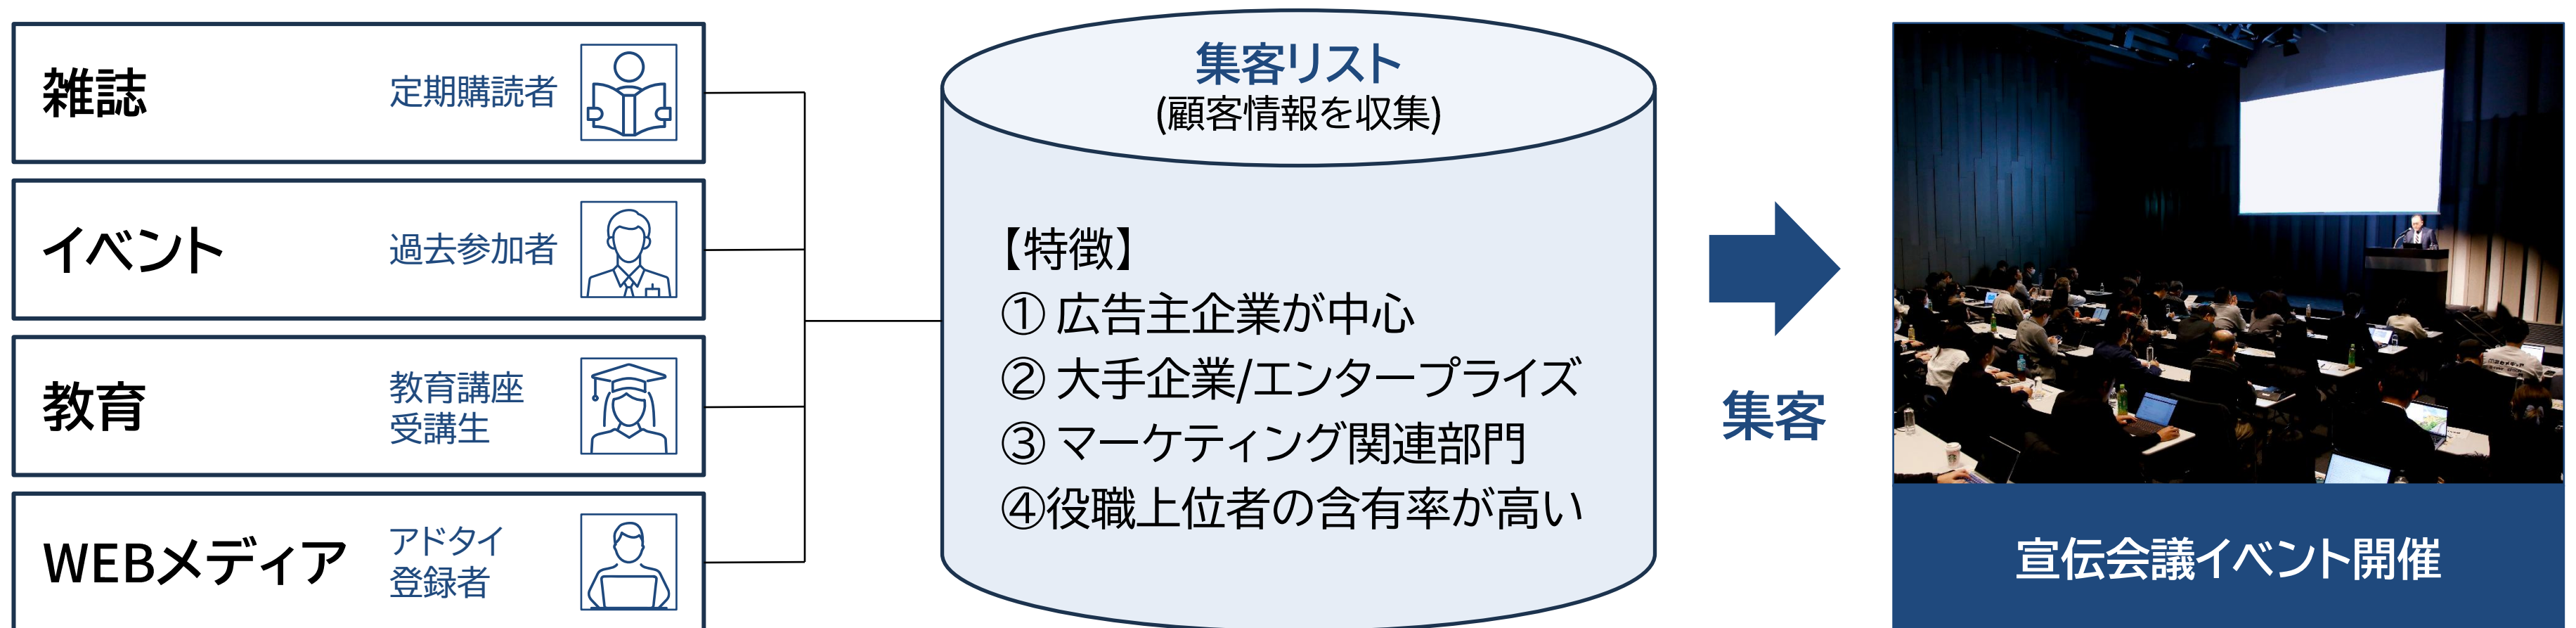 雑誌
定期購読者
イベント
過去参加者
教育
教育講座
受講生
WEBメディア
アドタイ
登録者
集客リスト
(顧客情報を収集)
【特徴】
① 広告主企業が中心
② 大手企業/エンタープライズ
③ マーケティング関連部門
④役職上位者の含有率が高い
集客
宣伝会議イベント開催